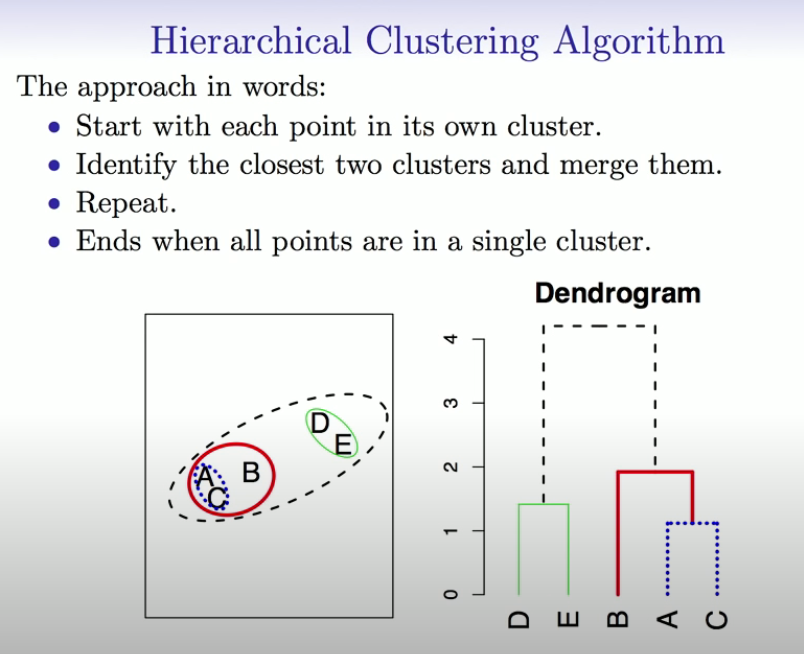 Hierarchical Clustering Algorithm
The approach in words:
• Start with each point in its own cluster.
• Identify the closest two clusters and merge them.
• Repeat.
• Ends when all points are in a single cluster.
Dendrogram
D
E
A
B
C
4
3
2
1
0
D E B A C